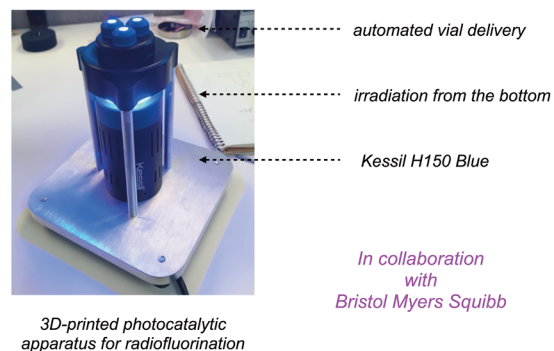 automated vial delivery
irradiation from the bottom
Kessil H150 Blue
Kessil
In collaboration
with
Bristol Myers Squibb
3D-printed photocatalytic
apparatus for radiofluorination